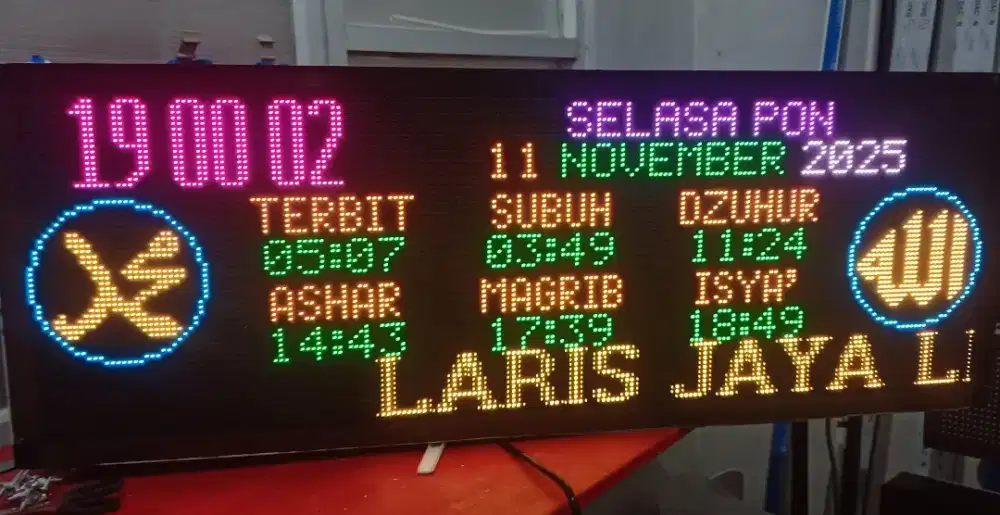 19 00 02
SELASA PON
11 NOVEMBER 2025
TERBIT SUBUH DZUHUR
05:07 03:49 11:24
ASHAR MAGRIB ISYA'
14:43 17:39 18:49
LARIS JAYA L